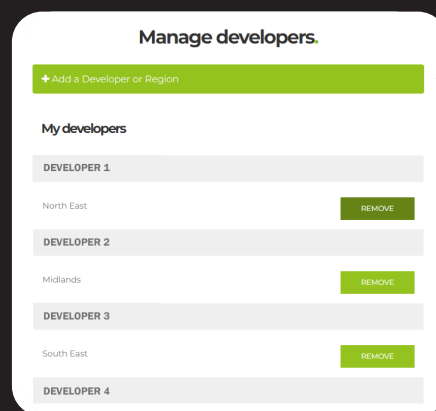 Manage developers.
+ Add a Developer or Region
My developers
DEVELOPER 1
North East
REMOVE
DEVELOPER 2
Midlands
REMOVE
DEVELOPER 3
South East
REMOVE
DEVELOPER 4